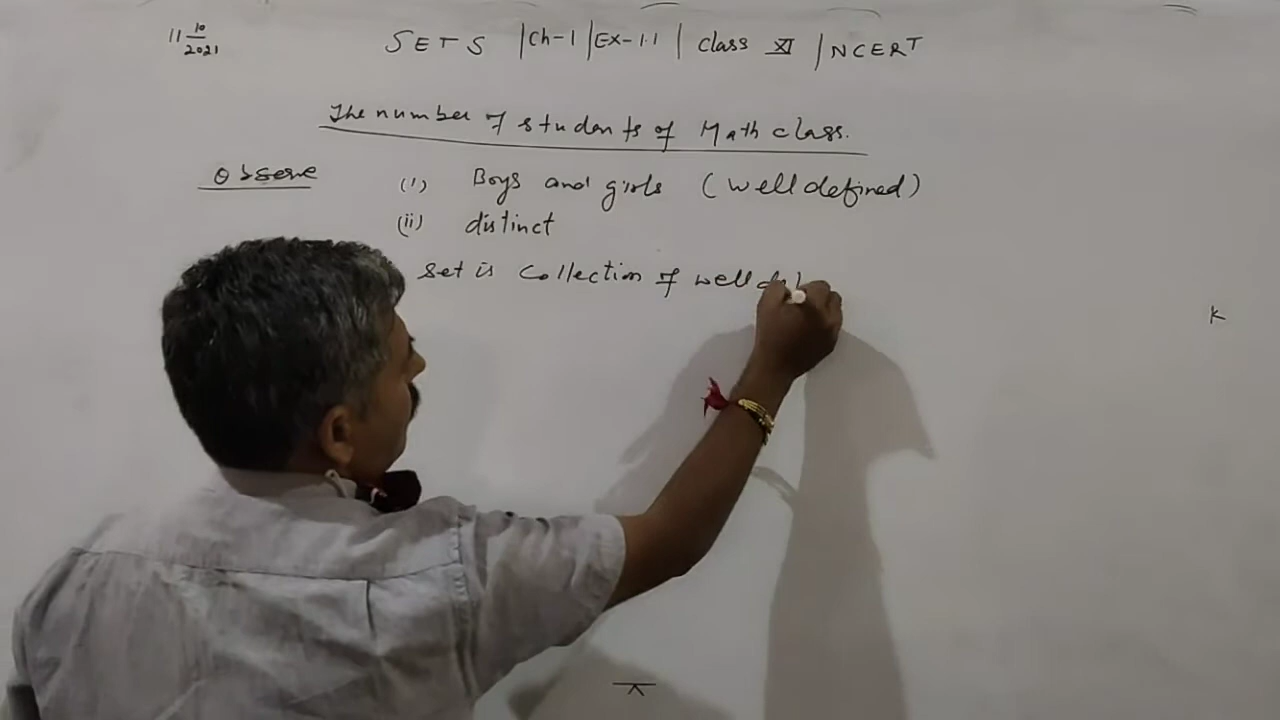 11 10/2021
SETS | Ch-1 | Ex-1.1 | Class XI | NCERT
The number of students of Math class.
Observe
(i) Boys and girls (well defined)
(ii) distinct
Set is Collection of well
K